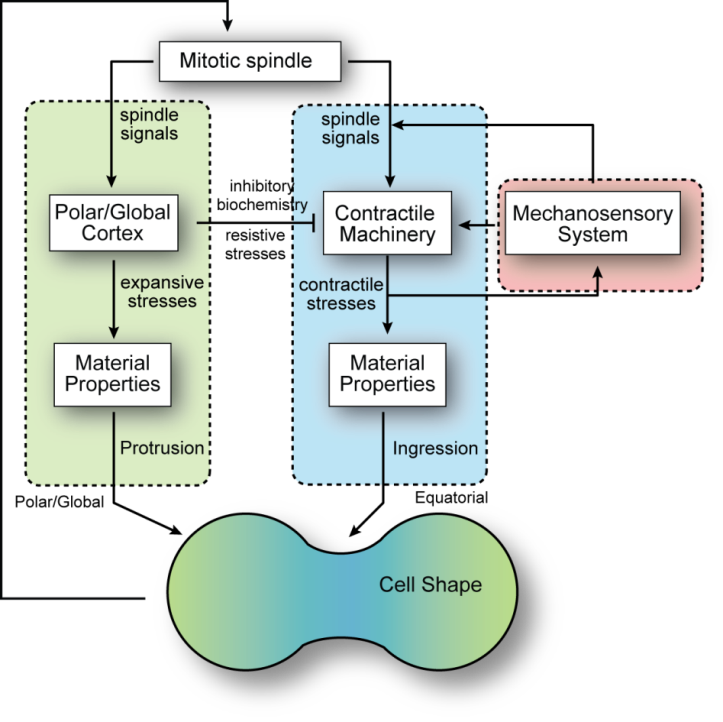 Mitotic spindle
spindle
signals
spindle
signals
inhibitory
biochemistry
Polar/Global
Cortex
resistive
stresses
Contractile
Machinery
Mechanosensory
System
expansive
stresses
contractile
stresses
Material
Properties
Material
Properties
Protrusion
Ingression
Polar/Global
Equatorial
Cell Shape